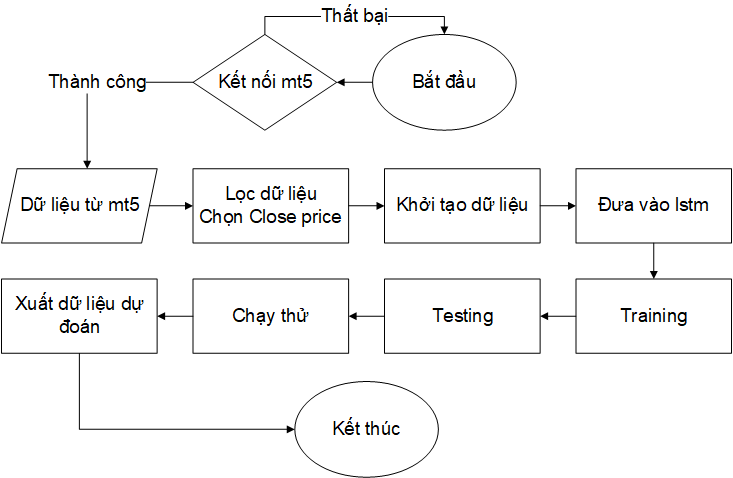 Thất bại
Thành công
Kết nối mt5
Bắt đầu
Dữ liệu từ mt5
Lọc dữ liệu
Chọn Close price
Khởi tạo dữ liệu
Đưa vào lstm
Xuất dữ liệu dự
đoán
Chạy thử
Testing
Training
Kết thúc